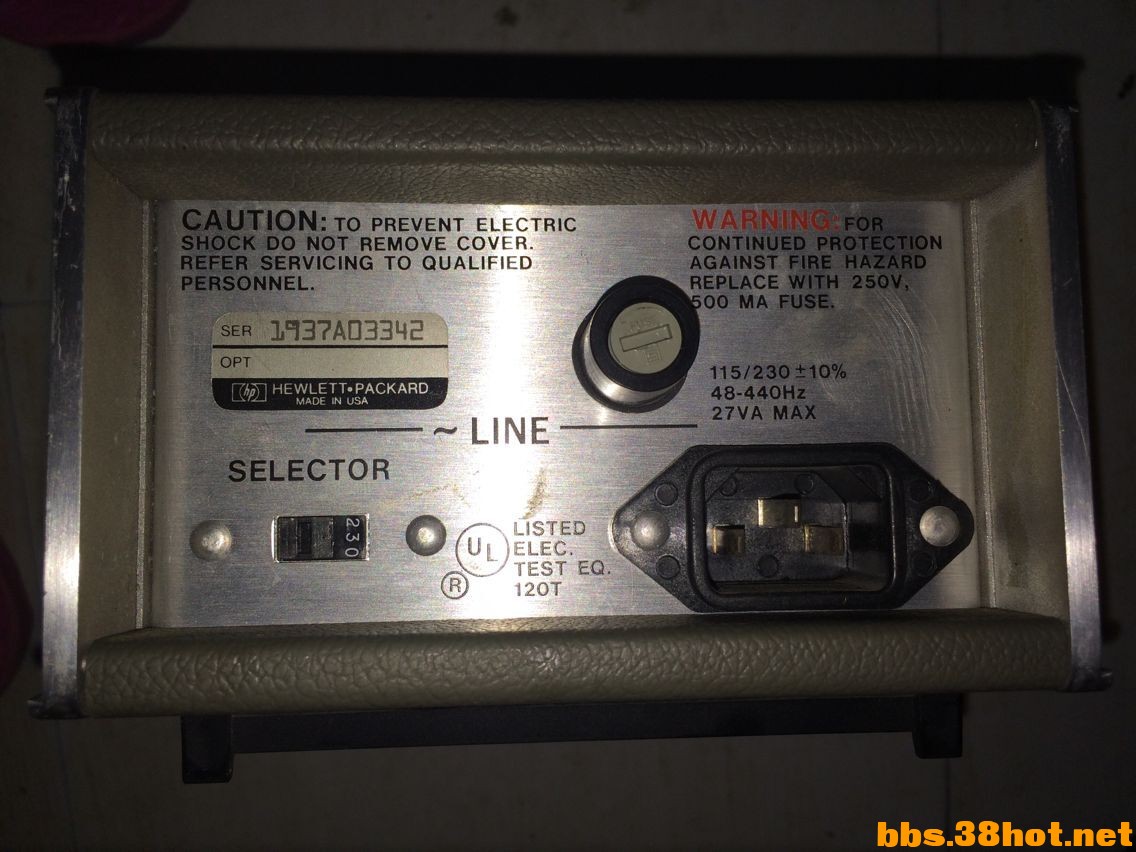 CAUTION: TO PREVENT ELECTRIC
SHOCK DO NOT REMOVE COVER.
REFER SERVICING TO QUALIFIED
PERSONNEL.
WARNING: FOR
CONTINUED PROTECTION
AGAINST FIRE HAZARD
REPLACE WITH 250V,
500 MA FUSE.
SER 1937A03342
OPT
hp HEWLETT•PACKARD
MADE IN USA
115/230 ±10%
48-440Hz
27VA MAX
~ LINE
SELECTOR
230
UL
®
LISTED
ELEC.
TEST EQ.
120T
bbs.38hot.net